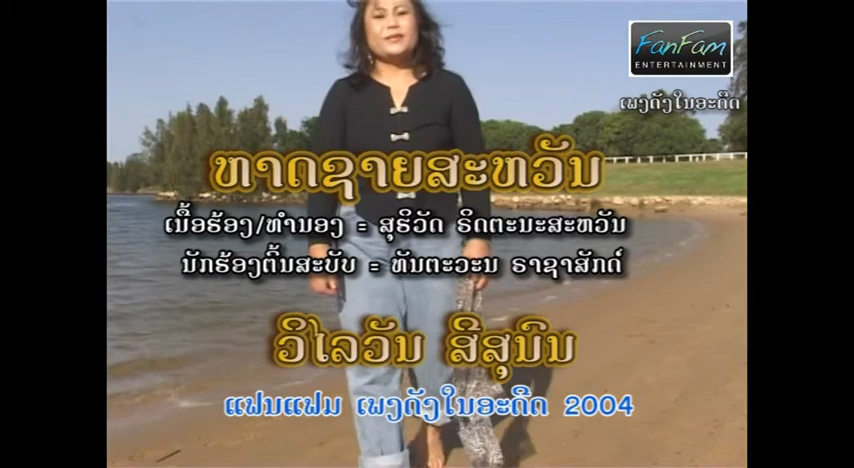 FanFam
ENTERTAINMENT
ເພງດັງໃນອະດີດ
ຫາດຊາຍສະຫວັນ
ເນື້ອຮ້ອງ/ທຳນອງ = ສຸຣິວັດ ຣິດຕະນະສະຫວັນ
ນັກຮ້ອງຕົ້ນສະບັບ = ທັນຕະວະນ ຣາຊາສັກດ໌
ວິໄລວັນ ສີສຸນົນ
ແຟນແຟມ ເພງດັງໃນອະດີດ 2004